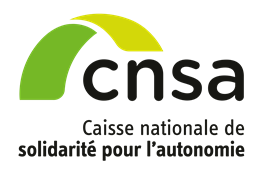 cnsa
Caisse nationale de
solidarité pour l'autonomie